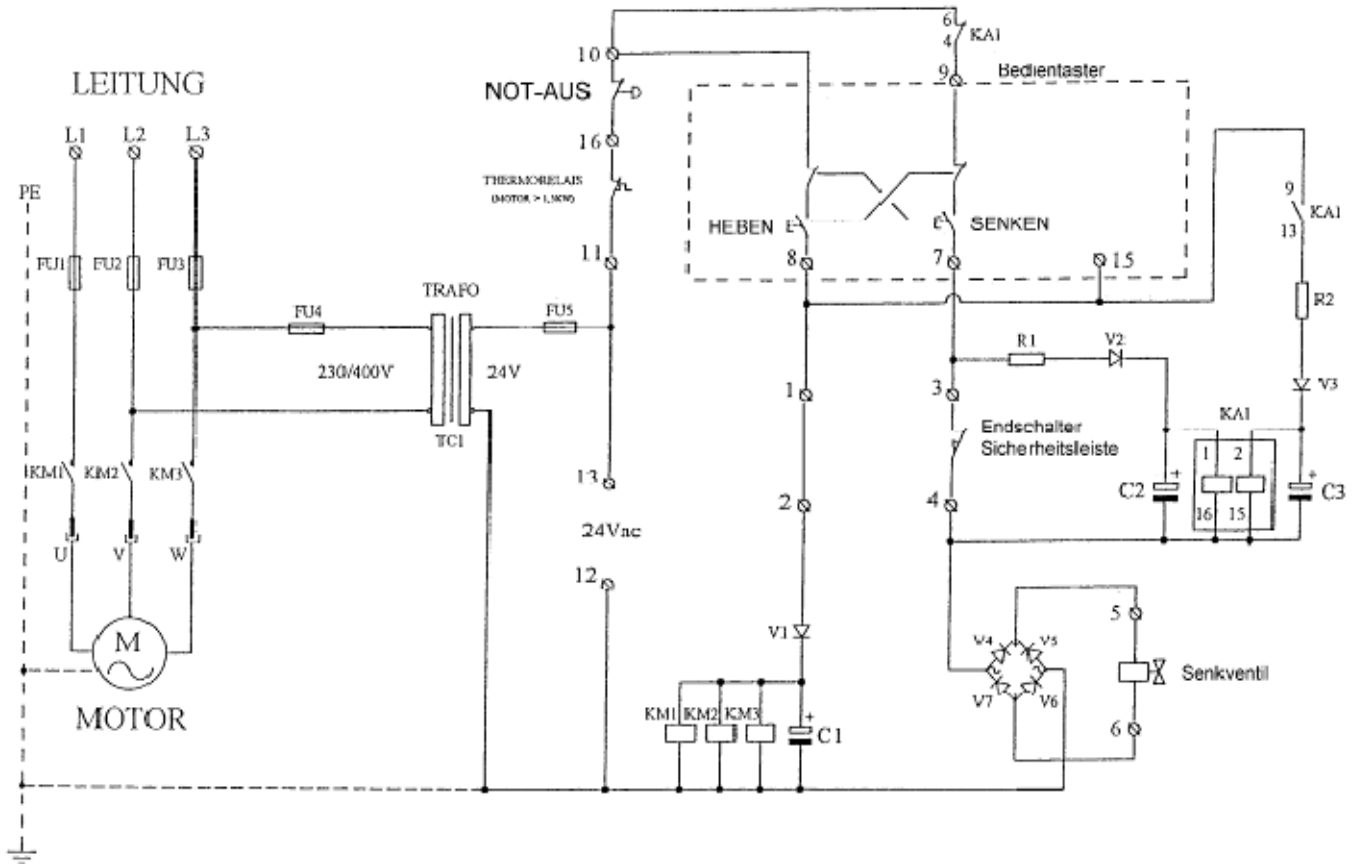 6
4
KA1
10
Bedientaster
9
LEITUNG
NOT-AUS
L1 L2 L3
16
PE
THERMORELAIS
(MOTOR > 1,5KW)
9
KA1
13
HEBEN
SENKEN
FU1 FU2 FU3
11
8
7
15
TRAFO
R2
FU4
FU5
R1
V2
230/400V
24V
1
3
V3
TC1
Endschalter
Sicherheitsleiste
KA1
1 2
KM1 KM2 KM3
13
2
4
C2
C3
16 15
24Vac
U V W
12
5
V1
V4 V5
M
Senkventil
V7 V6
MOTOR
KM1 KM2 KM3
C1
6